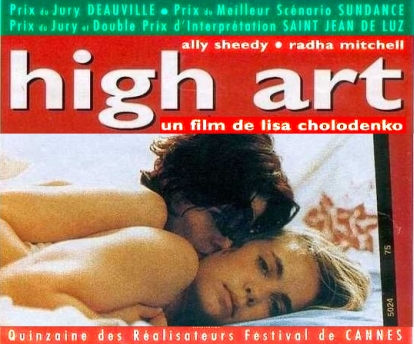 Prix du Jury DEAUVILLE • Prix du Meilleur Scénario SUNDANCE
Prix du Jury et Double Prix d'Interprétation SAINT JEAN DE LUZ
ally sheedy • radha mitchell
high art
un film de lisa cholodenko
75
5024
Quinzaine des Réalisateurs Festival de CANNES